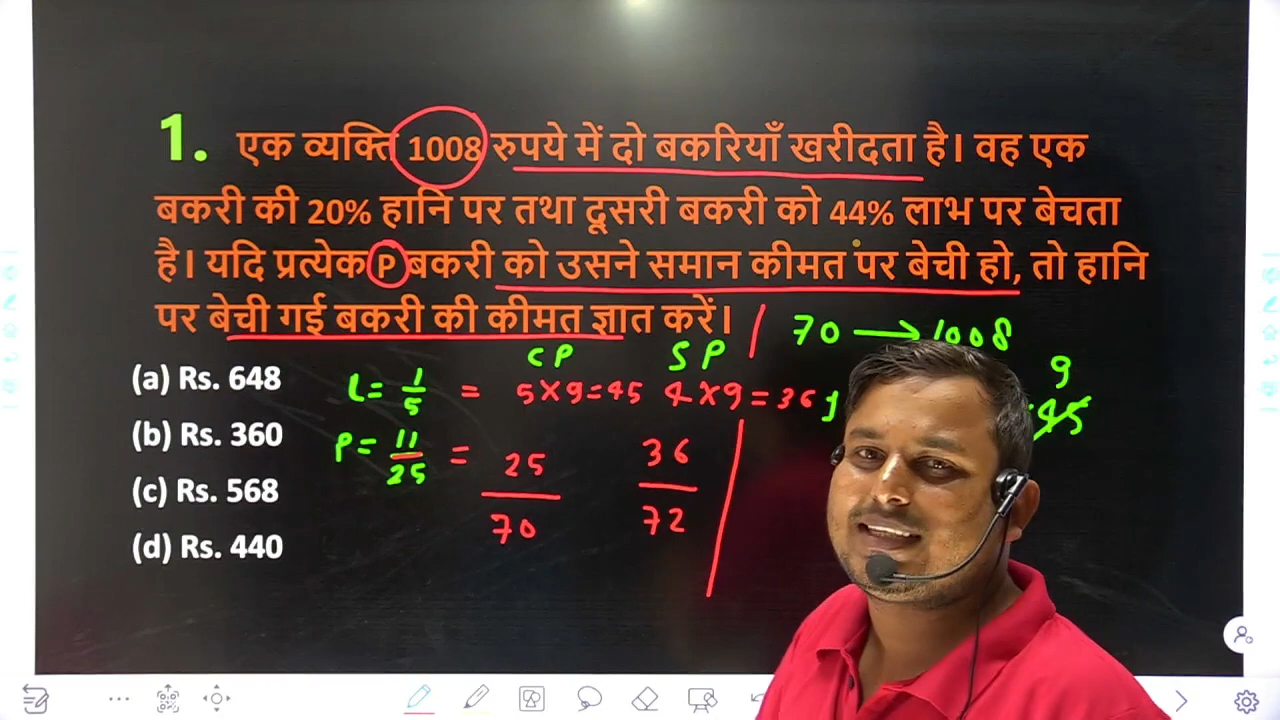 1. एक व्यक्ति 1008 रुपये में दो बकरियाँ खरीदता है। वह एक
बकरी की 20% हानि पर तथा दूसरी बकरी को 44% लाभ पर बेचता
है। यदि प्रत्येक P बकरी को उसने समान कीमत पर बेची हो, तो हानि
पर बेची गई बकरी की कीमत ज्ञात करें।
70 → 1008
CP SP
(a) Rs. 648
L = 1/5 = 5×9=45 4×9=36
9
45
(b) Rs. 360
P = 11/25 = 25 36
(c) Rs. 568
70 72
(d) Rs. 440